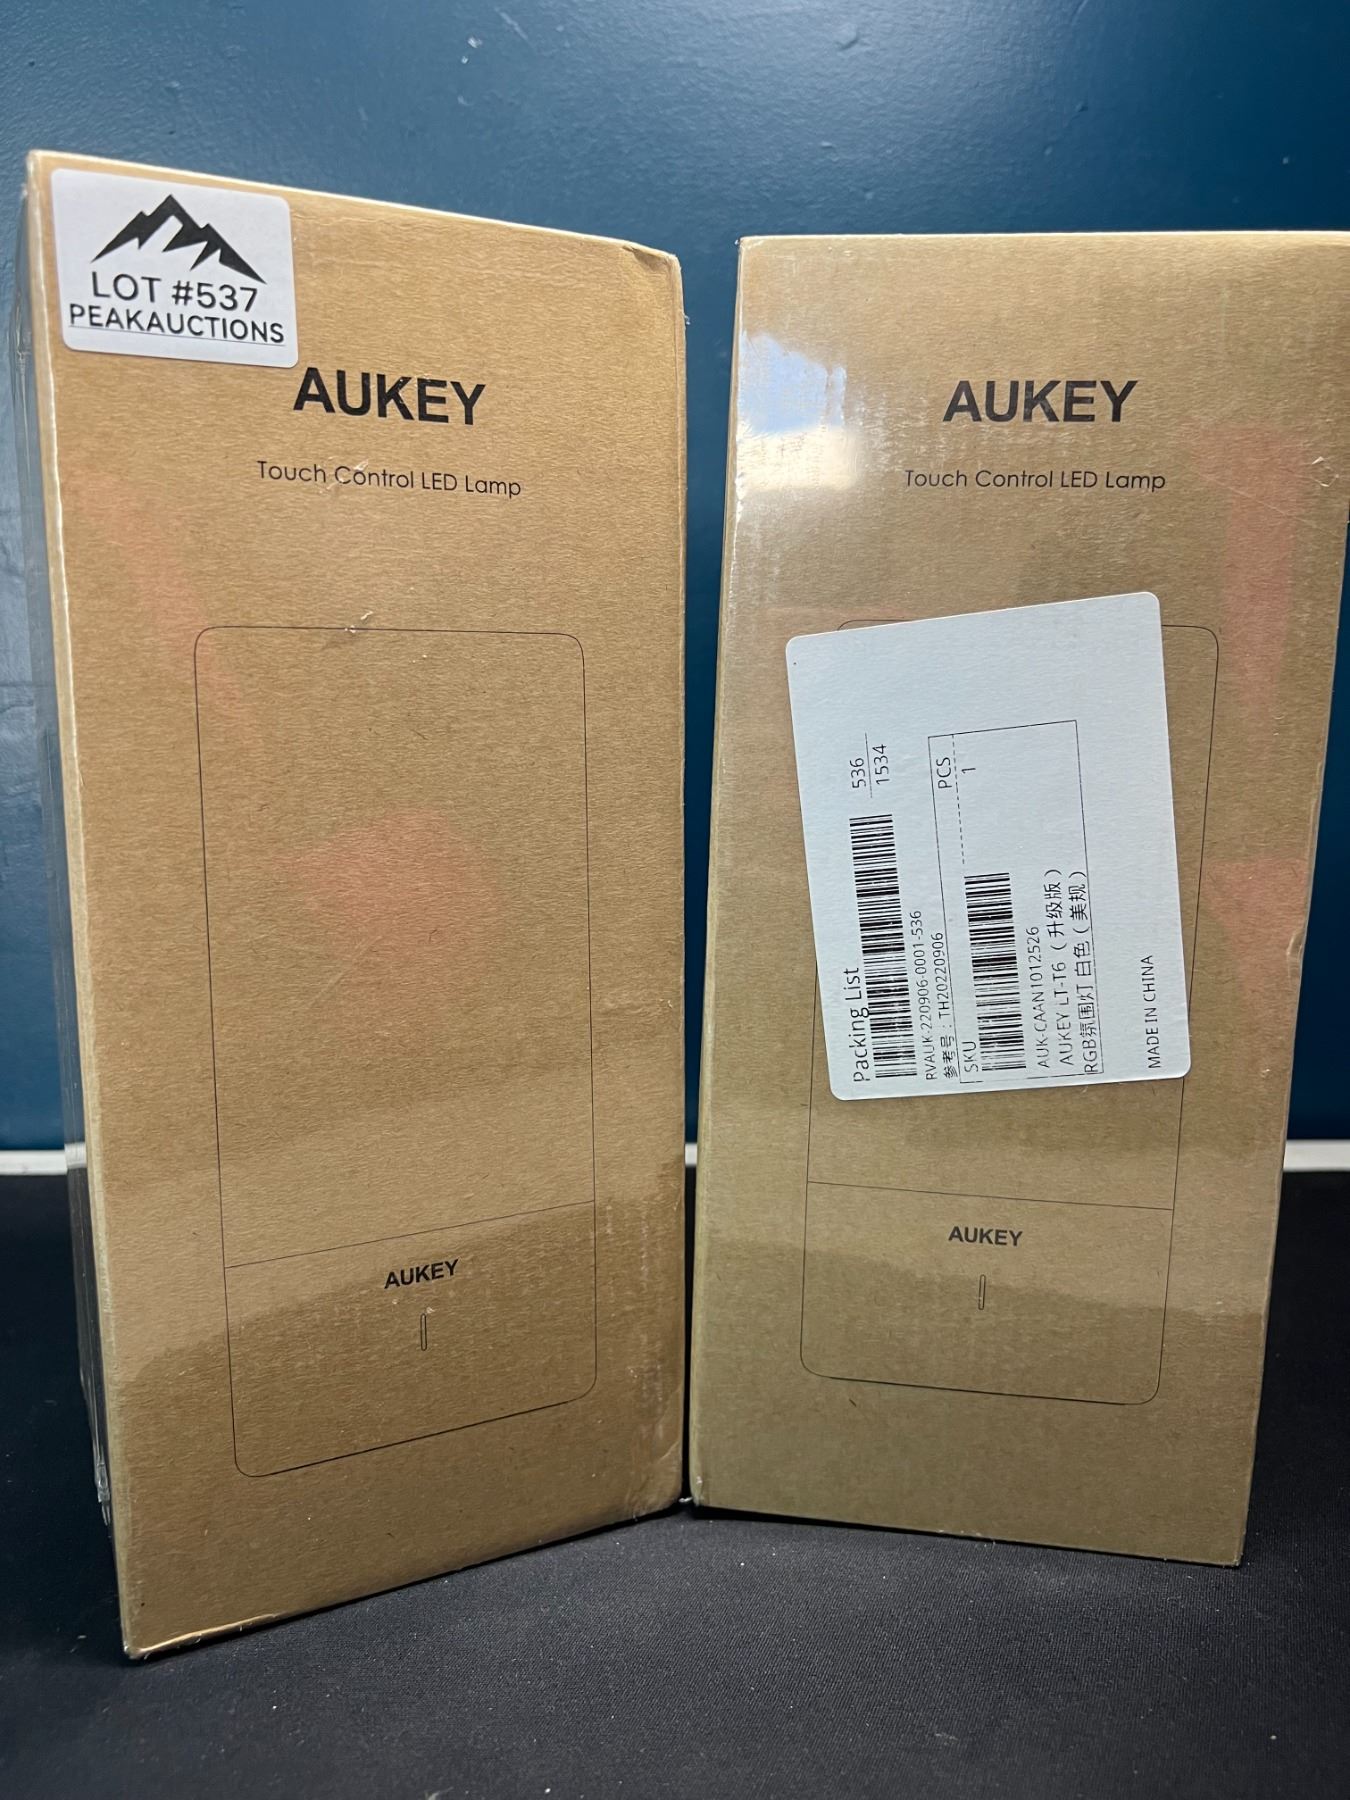 LOT #537
PEAKAUCTIONS
AUKEY
Touch Control LED Lamp
AUKEY
AUKEY
Touch Control LED Lamp
Packing List
536
1534
RVAUK-220906-0001-536
参考号：TH20220906
SKU
PCS
1
AUK-CAAN1012526
AUKEY LT-T6（升级版）
RGB氛围灯 白色（美规）
MADE IN CHINA
AUKEY